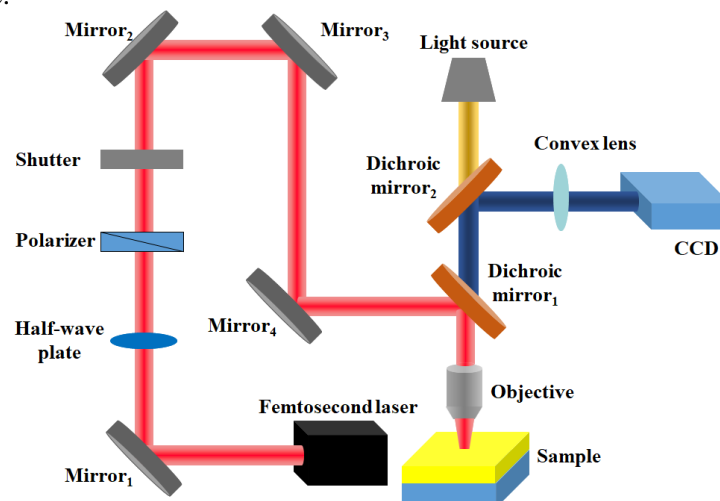 Mirror₂
Mirror₃
Light source
Convex lens
Shutter
Dichroic
mirror₂
Polarizer
CCD
Dichroic
mirror₁
Half-wave
plate
Mirror₄
Objective
Femtosecond laser
Mirror₁
Sample